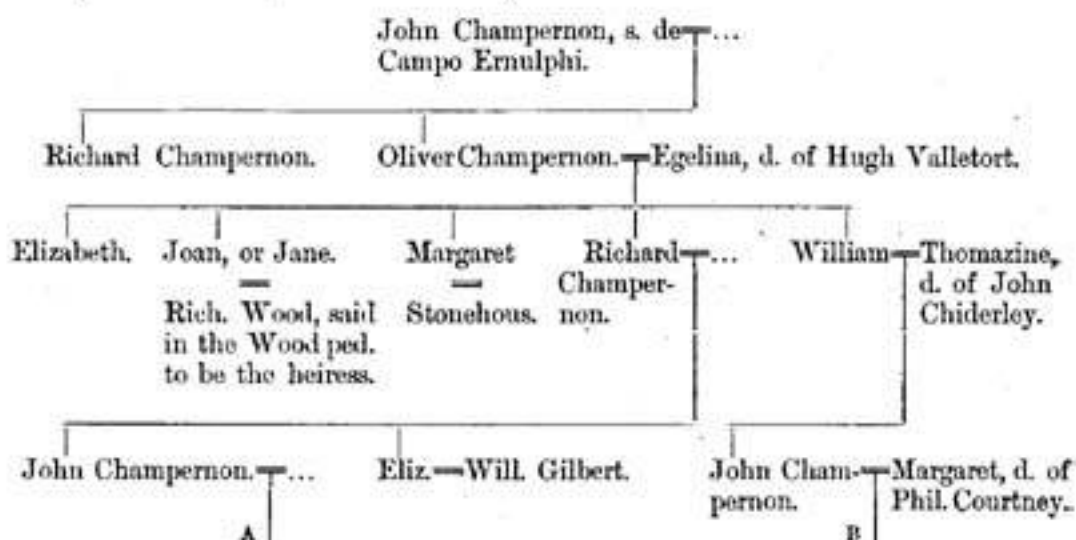 John Champernon, s. de ...
Campo Ernulphi.
Richard Champernon. Oliver Champernon. Egelina, d. of Hugh Valletort.
Elizabeth. Joan, or Jane. Margaret Richard ... William Thomazine,
Champer- d. of John
Rich. Wood, said Stonehous. non. Chiderley.
in the Wood ped.
to be the heiress.
John Champernon. ... Eliz. Will. Gilbert. John Cham- Margaret, d. of
pernon. Phil. Courtney.
A B